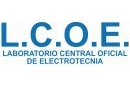 L.C.O.E.
LABORATORIO CENTRAL OFICIAL
DE ELECTROTECNIA